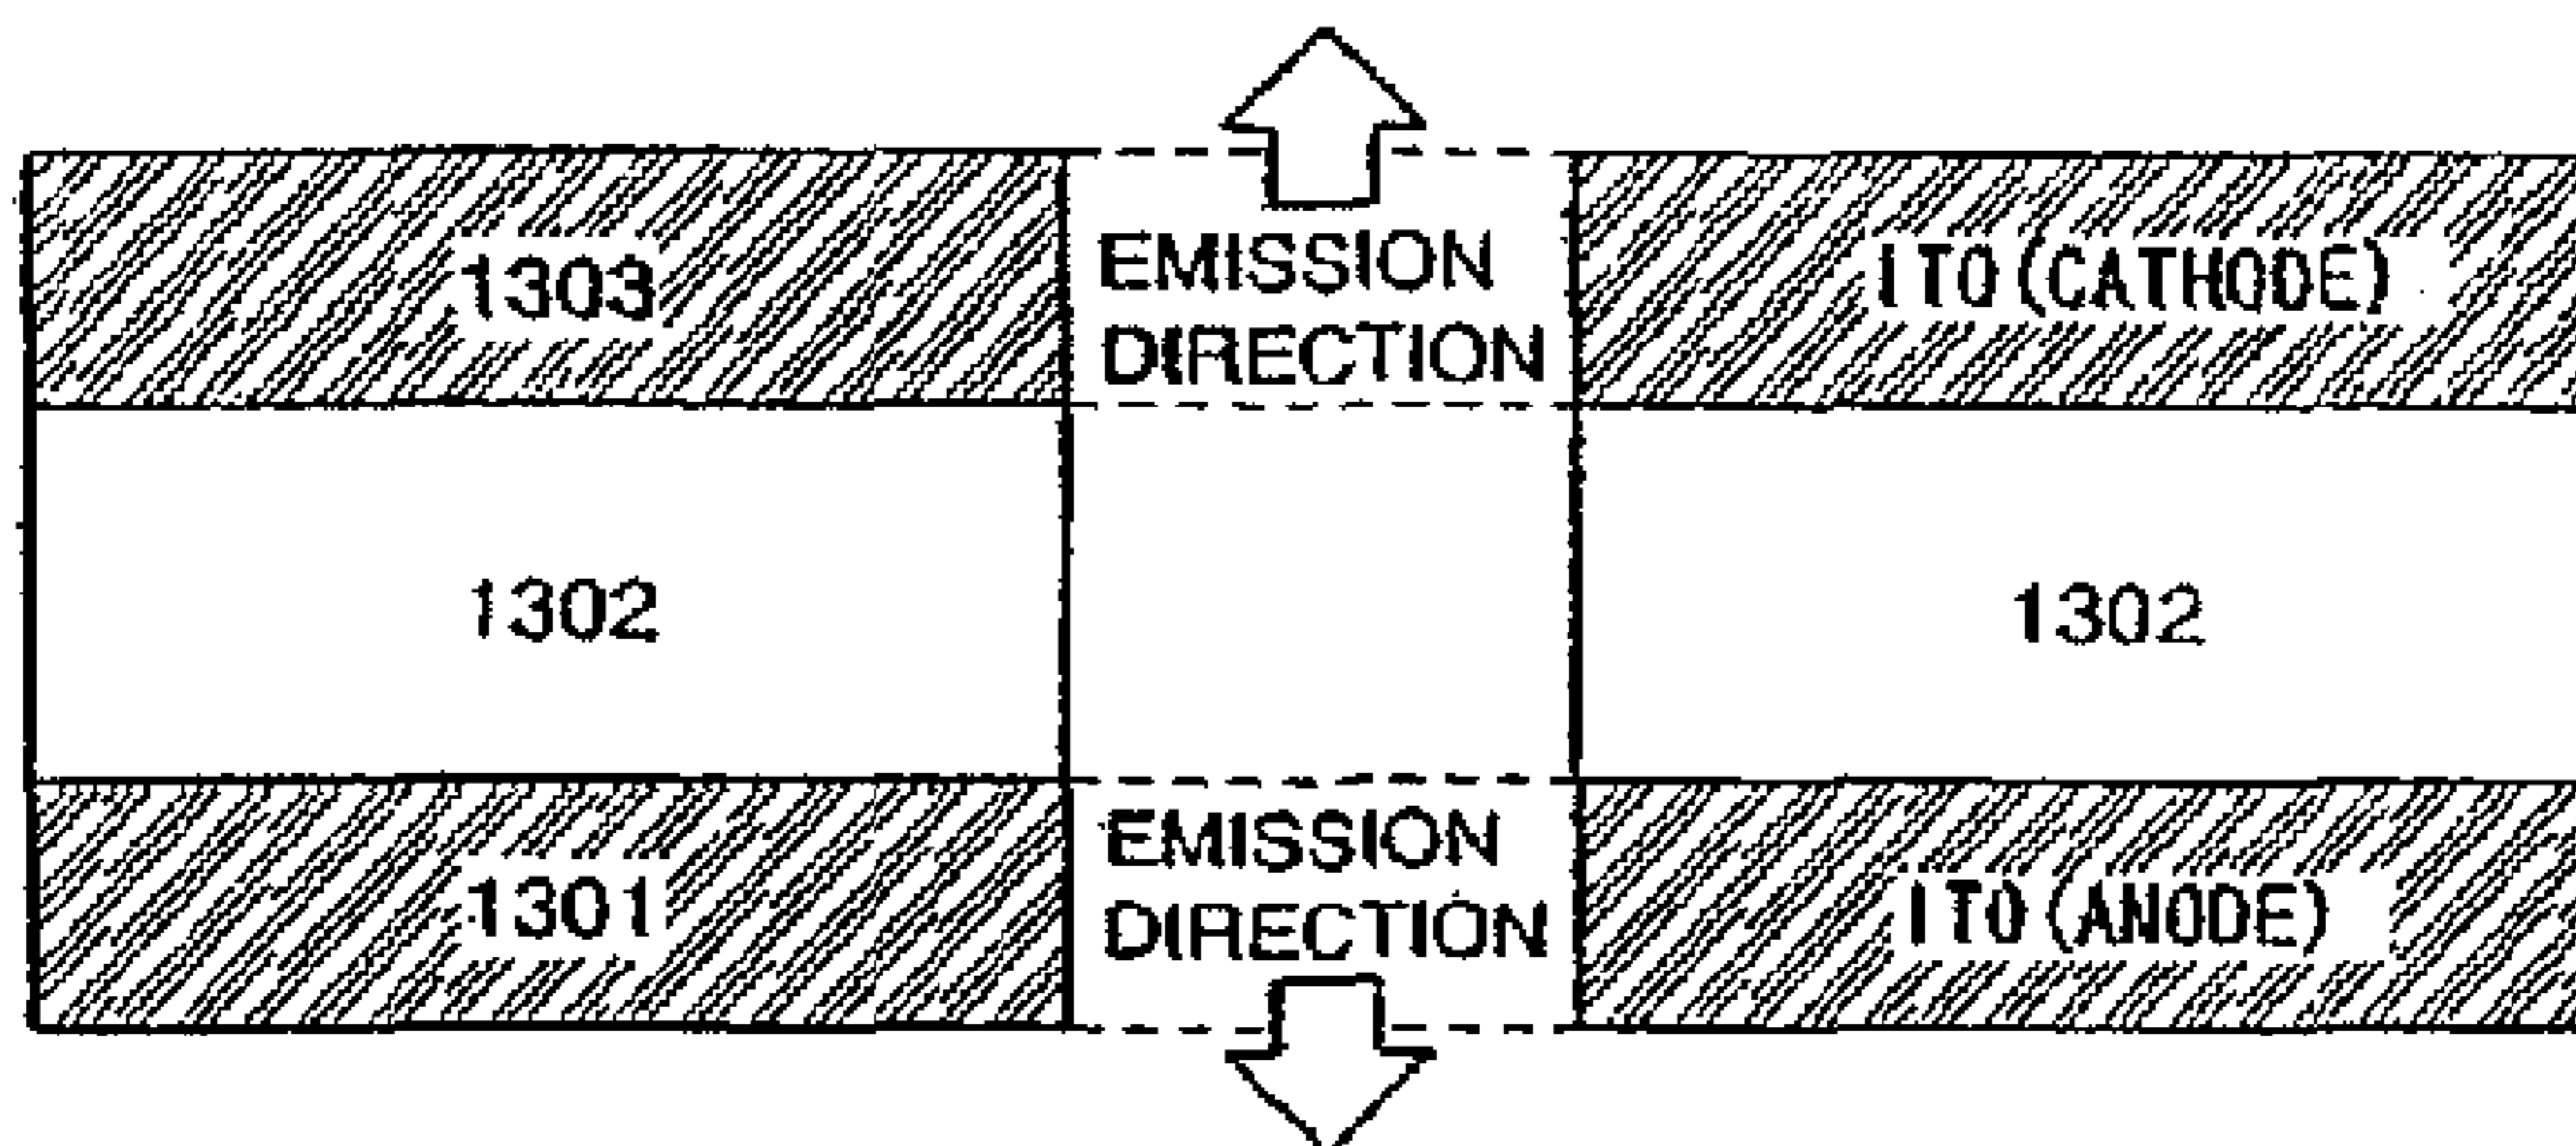 1303
EMISSION
DIRECTION
ITO (CATHODE)
1302
1302
1301
EMISSION
DIRECTION
ITO (ANODE)